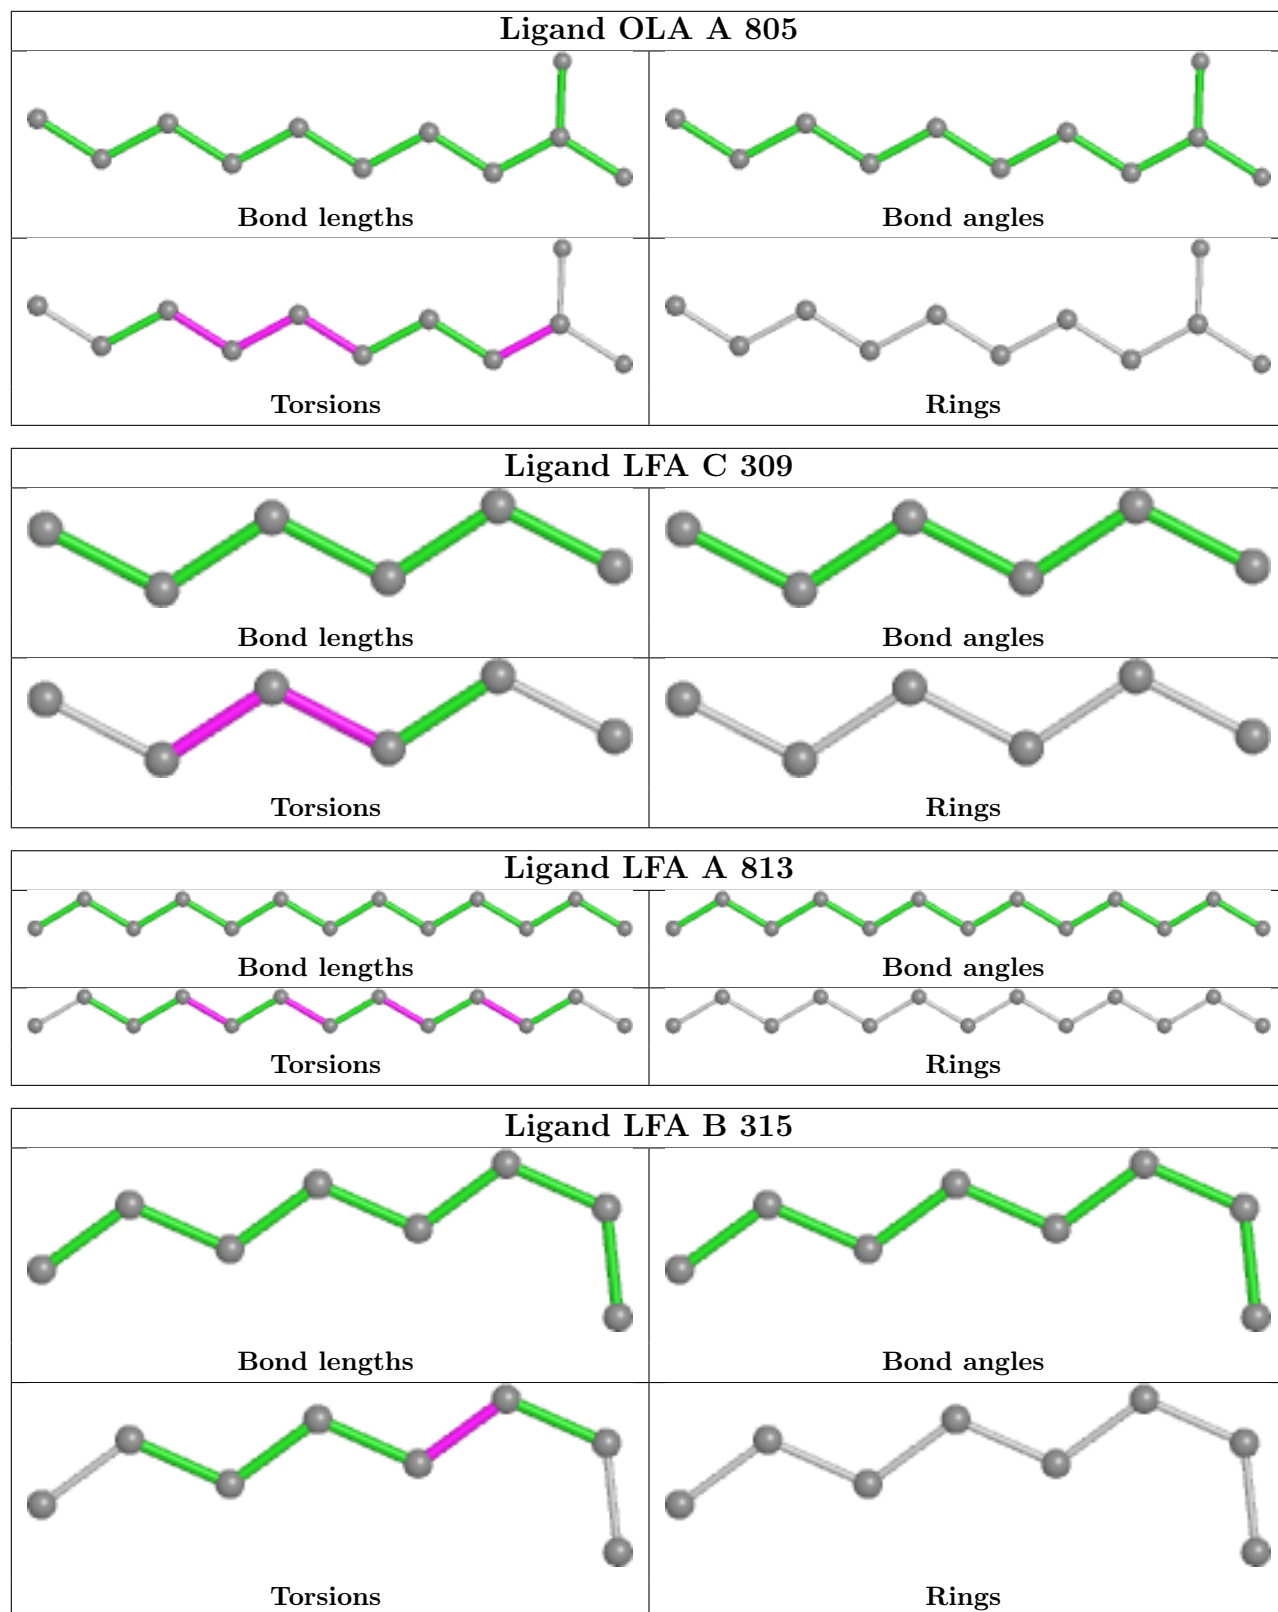 Ligand OLA A 805
Bond lengths
Bond angles
Torsions
Rings
Ligand LFA C 309
Bond lengths
Bond angles
Torsions
Rings
Ligand LFA A 813
Bond lengths
Bond angles
Torsions
Rings
Ligand LFA B 315
Bond lengths
Bond angles
Torsions
Rings